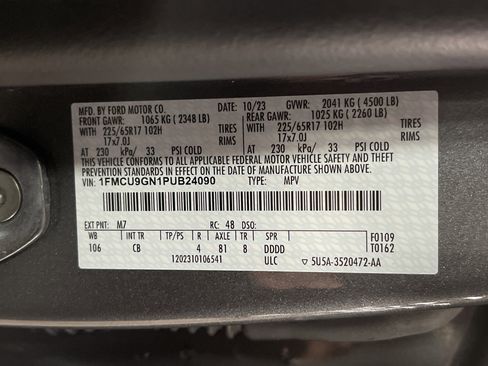 MFD. BY FORD MOTOR CO. 10/23 GVWR: 2041 KG ( 4500 LB)
FRONT GAWR: 1065 KG ( 2348 LB) REAR GAWR: 1025 KG ( 2260 LB)
WITH 225/65R17 102H TIRES WITH 225/65R17 102H TIRES
17x7.0J RIMS 17x7.0J RIMS
AT 230 kPa/ 33 PSI COLD AT 230 kPa/ 33 PSI COLD
THIS VEHICLE CONFORMS TO ALL APPLICABLE FEDERAL MOTOR VEHICLE SAFETY AND THEFT
PREVENTION STANDARDS IN EFFECT ON THE DATE OF MANUFACTURE SHOWN ABOVE.
VIN: 1FMCU9GN1PUB24090 TYPE: MPV
EXT PNT: M7 RC: 48 DSO:
WB INT TR TP/PS R AXLE TR SPR F0109
106 CB 4 81 8 DDDD T0162
1202310106541 ULC ▽ 5U5A-3520472-AA